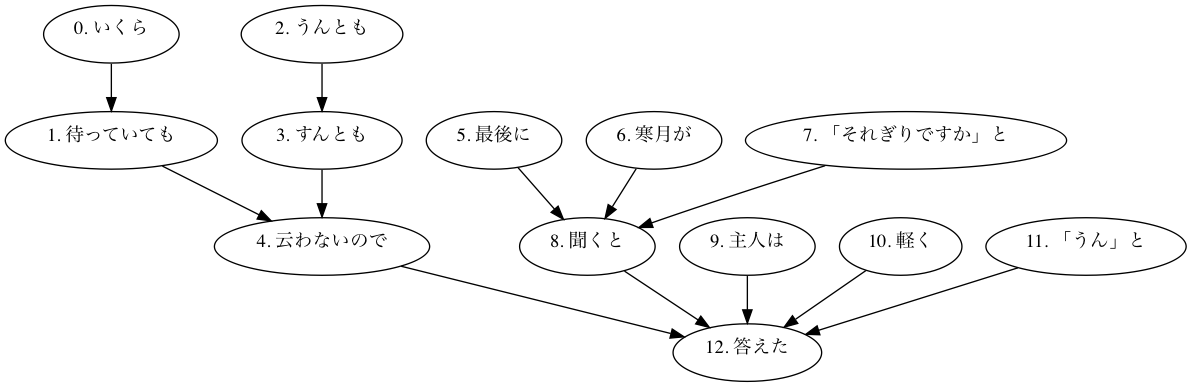 0. いくら
2. うんとも
1. 待っていても
3. すんとも
5. 最後に
6. 寒月が
7. 「それぎりですか」と
4. 云わないので
8. 聞くと
9. 主人は
10. 軽く
11. 「うん」と
12. 答えた